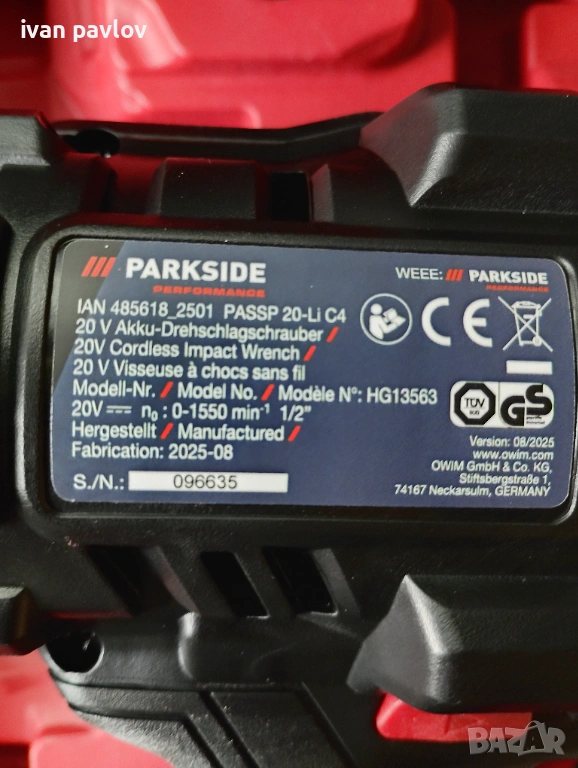 ivan pavlov
/// PARKSIDE
PERFORMANCE
WEEE: /// PARKSIDE
PERFORMANCE
IAN 485618_2501 PASSP 20-Li C4
20 V Akku-Drehschlagschrauber /
20V Cordless Impact Wrench /
20 V Visseuse à chocs sans fil
Modell-Nr. / Model No. / Modèle N°: HG13563
20V n₀ : 0-1550 min⁻¹ 1/2"
Hergestellt / Manufactured /
Fabrication: 2025-08
S./N.: 096635
CE
TÜV
SÜD
GS
Version: 08/2025
www.owim.com
OWIM GmbH & Co. KG,
Stiftsbergstraße 1,
74167 Neckarsulm, GERMANY
BAZAR